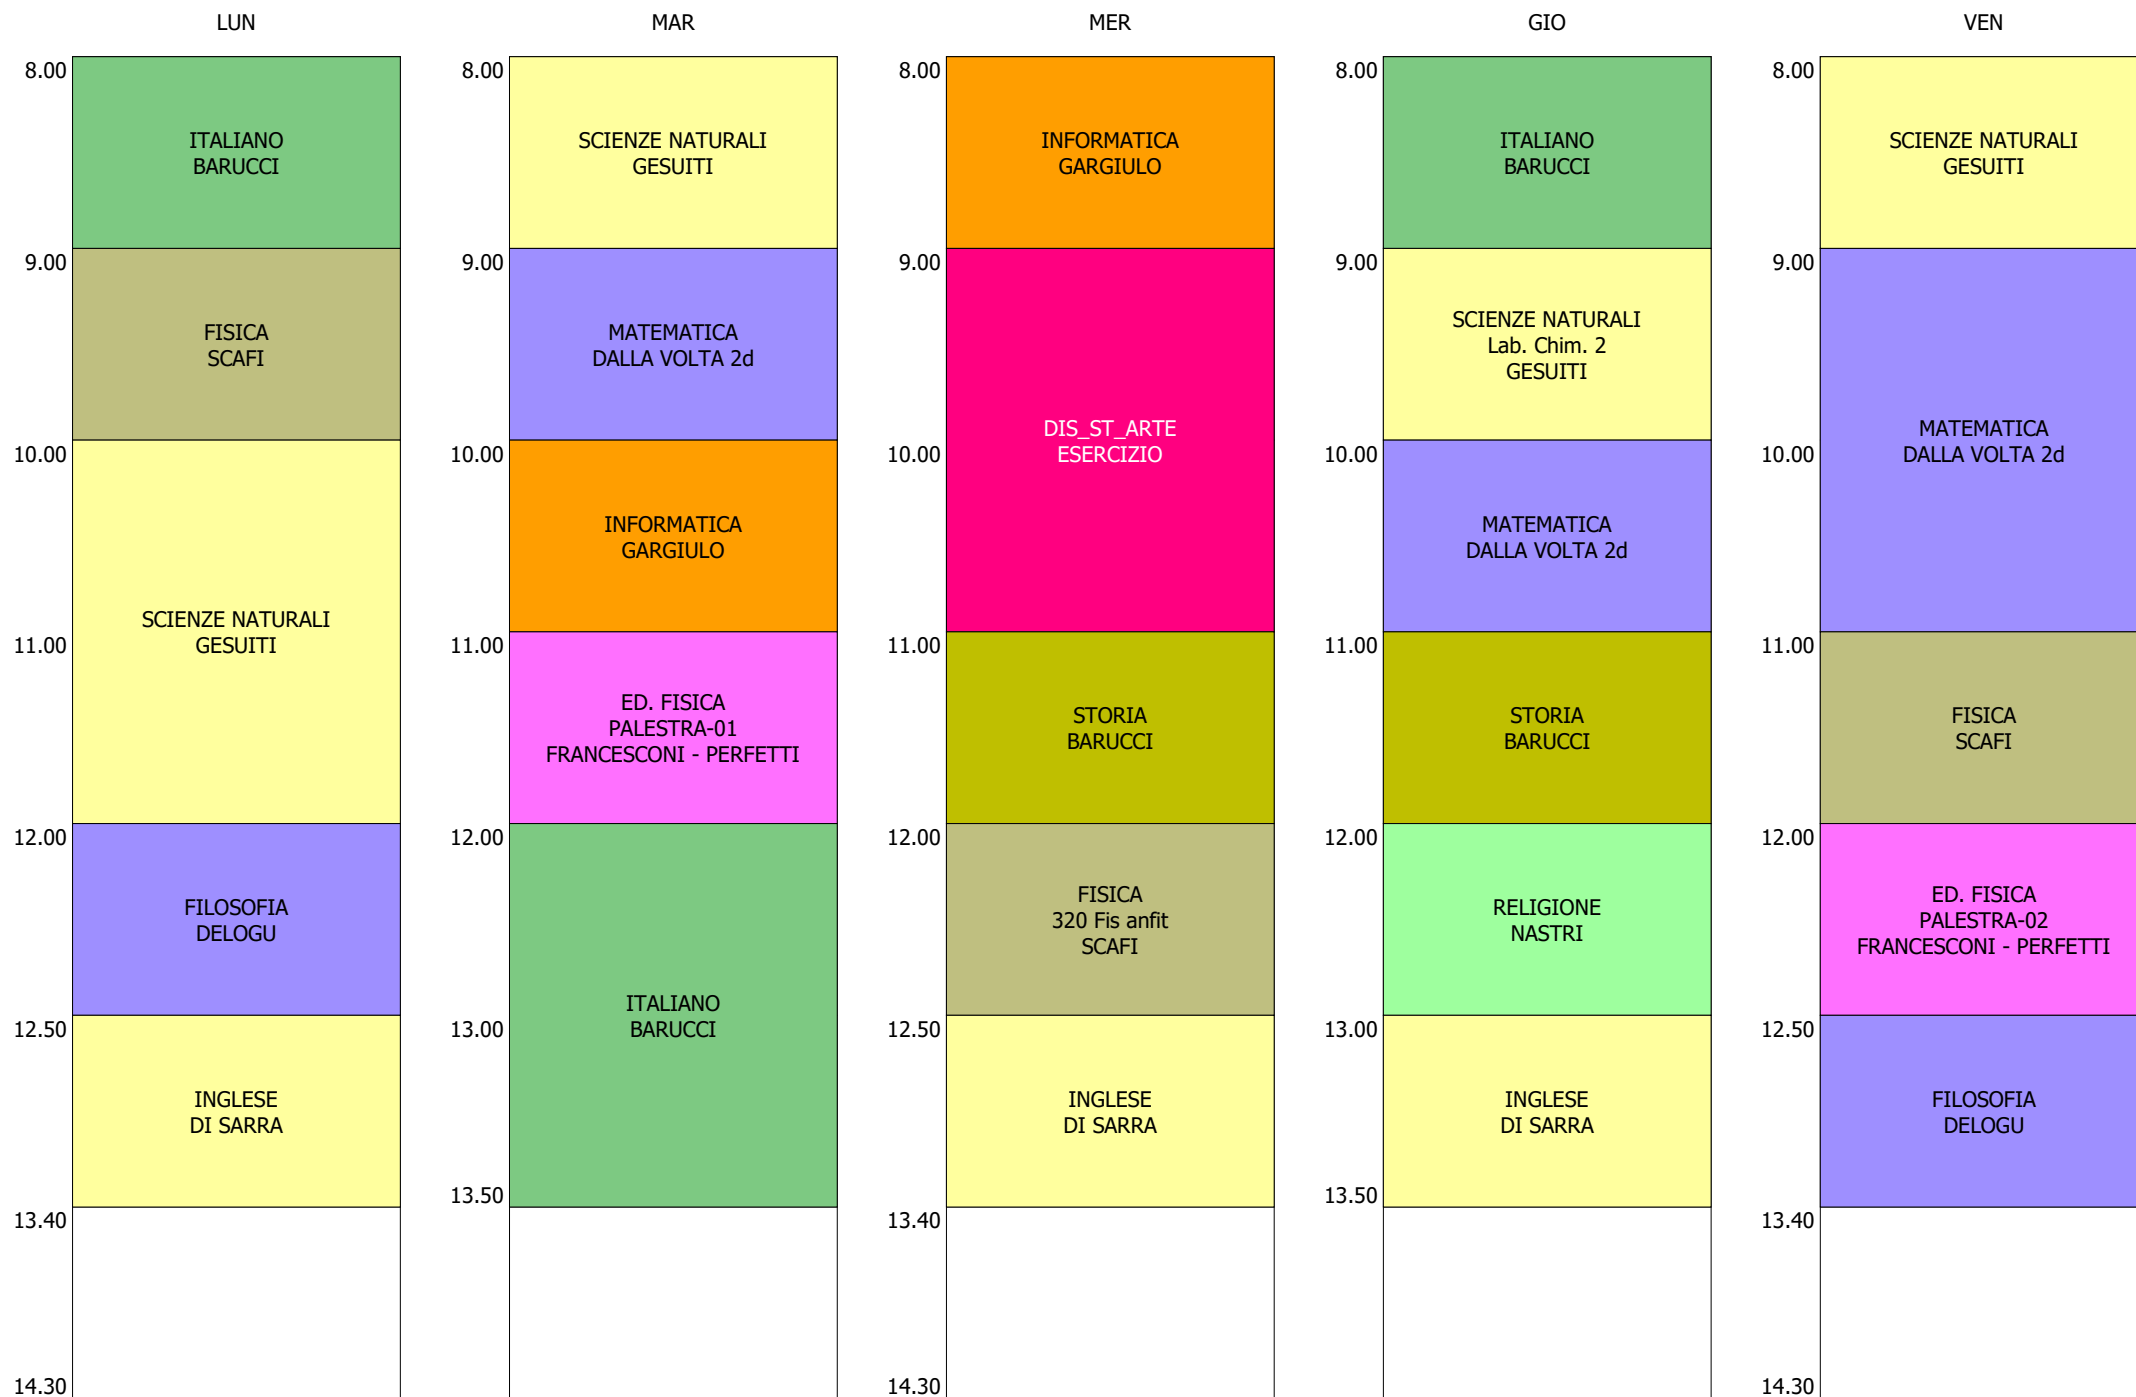 LUN
8.00
ITALIANO
BARUCCI
9.00
FISICA
SCAFI
10.00
SCIENZE NATURALI
GESUITI
11.00
12.00
FILOSOFIA
DELOGU
12.50
INGLESE
DI SARRA
13.40
14.30
MAR
8.00
SCIENZE NATURALI
GESUITI
9.00
MATEMATICA
DALLA VOLTA 2d
10.00
INFORMATICA
GARGIULO
11.00
ED. FISICA
PALESTRA-01
FRANCESCONI - PERFETTI
12.00
ITALIANO
BARUCCI
13.00
13.50
MER
8.00
INFORMATICA
GARGIULO
9.00
DIS_ST_ARTE
ESERCIZIO
10.00
11.00
STORIA
BARUCCI
12.00
FISICA
320 Fis anfit
SCAFI
12.50
INGLESE
DI SARRA
13.40
14.30
GIO
8.00
ITALIANO
BARUCCI
9.00
SCIENZE NATURALI
Lab. Chim. 2
GESUITI
10.00
MATEMATICA
DALLA VOLTA 2d
11.00
STORIA
BARUCCI
12.00
RELIGIONE
NASTRI
13.00
INGLESE
DI SARRA
13.50
VEN
8.00
SCIENZE NATURALI
GESUITI
9.00
MATEMATICA
DALLA VOLTA 2d
10.00
11.00
FISICA
SCAFI
12.00
ED. FISICA
PALESTRA-02
FRANCESCONI - PERFETTI
12.50
FILOSOFIA
DELOGU
13.40
14.30